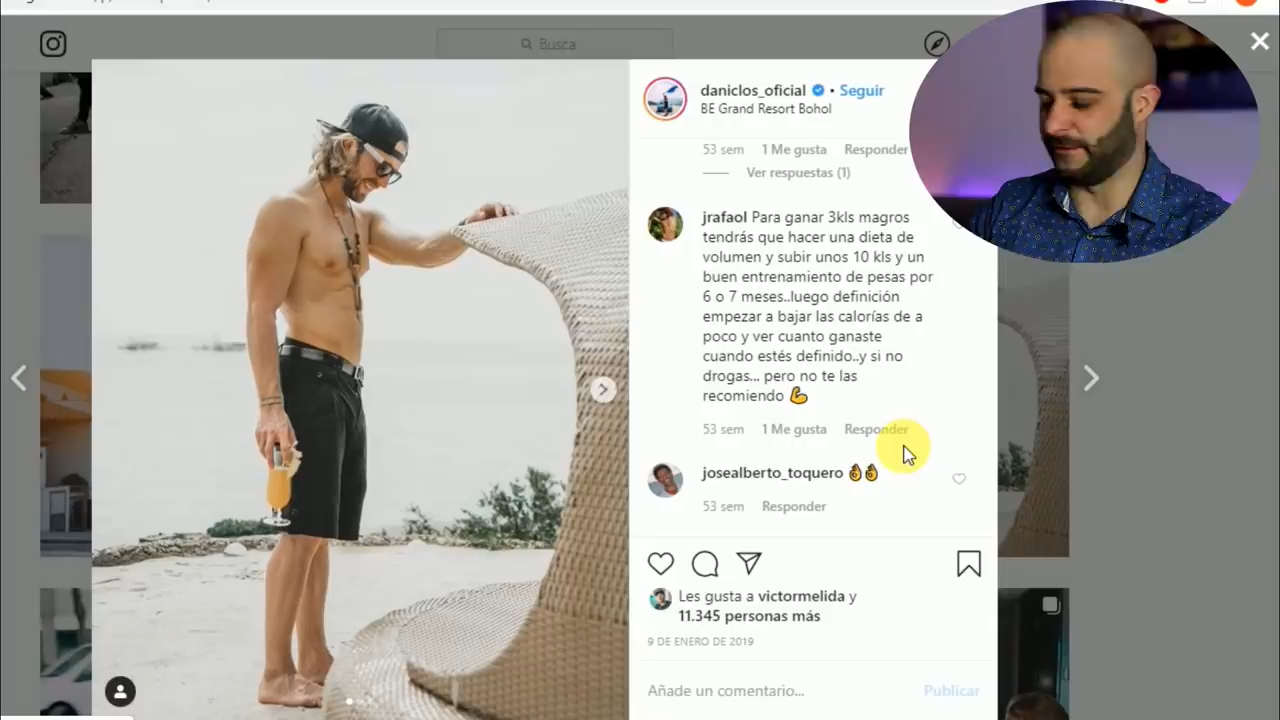 Busca
daniclos_oficial • Seguir
BE Grand Resort Bohol
53 sem 1 Me gusta Responder
Ver respuestas (1)
jrafaol Para ganar 3kls magros
tendrás que hacer una dieta de
volumen y subir unos 10 kls y un
buen entrenamiento de pesas por
6 o 7 meses..luego definición
empezar a bajar las calorías de a
poco y ver cuanto ganaste
cuando estés definido..y si no
drogas... pero no te las
recomiendo 💪
53 sem 1 Me gusta Responder
josealberto_toquero 👌👌
53 sem Responder
Les gusta a victormelida y
11.345 personas más
9 DE ENERO DE 2019
Añade un comentario... Publicar